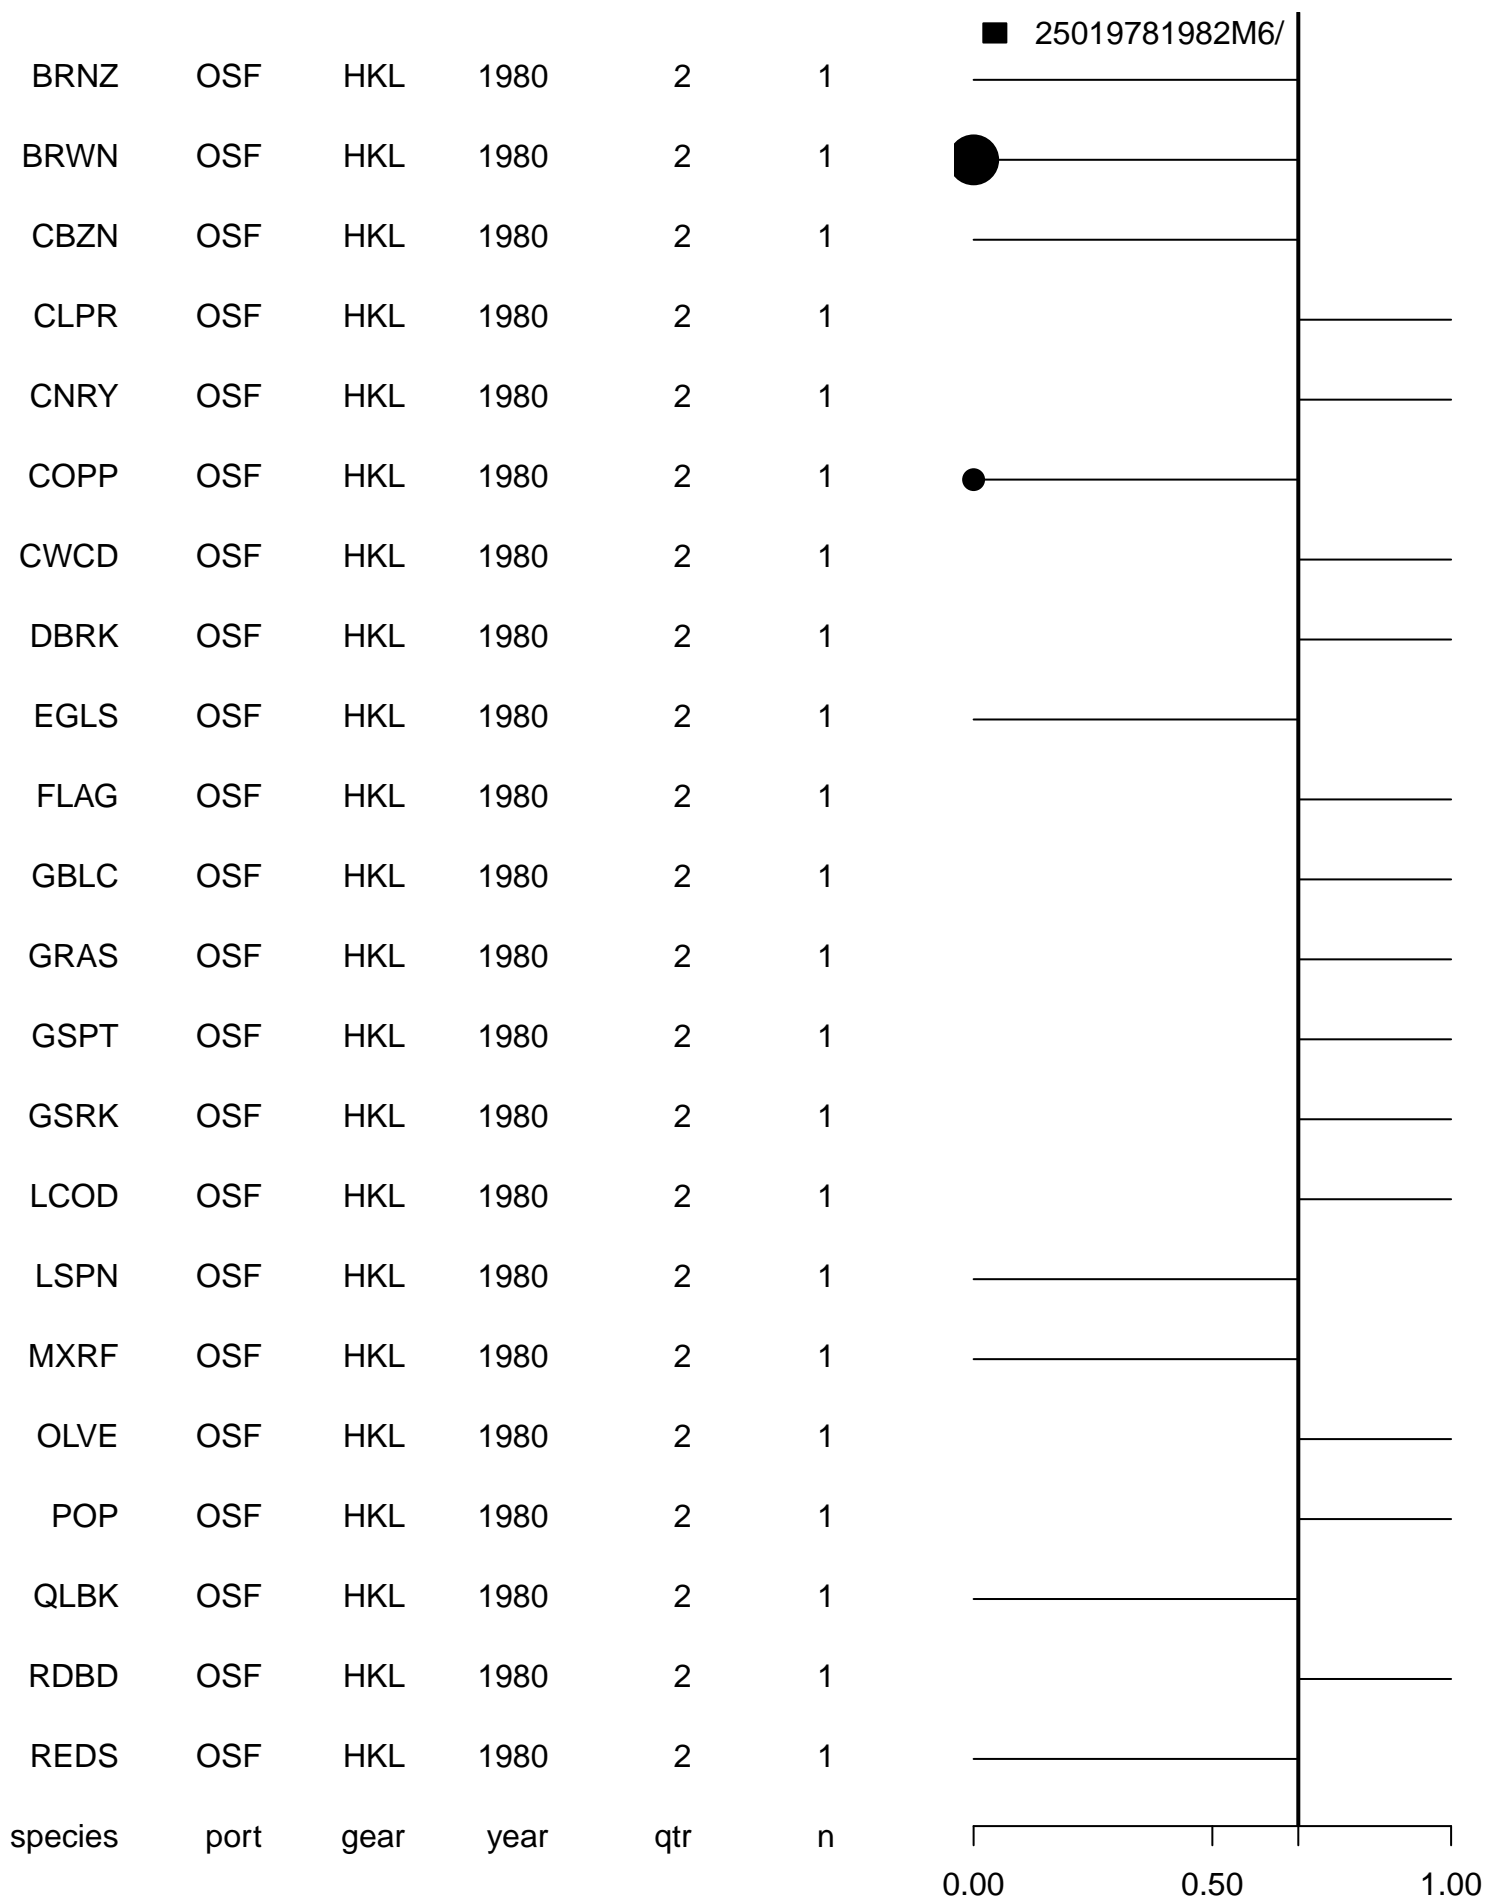 25019781982M6/
BRNZ OSF HKL 1980 2 1
BRWN OSF HKL 1980 2 1
CBZN OSF HKL 1980 2 1
CLPR OSF HKL 1980 2 1
CNRY OSF HKL 1980 2 1
COPP OSF HKL 1980 2 1
CWCD OSF HKL 1980 2 1
DBRK OSF HKL 1980 2 1
EGLS OSF HKL 1980 2 1
FLAG OSF HKL 1980 2 1
GBLC OSF HKL 1980 2 1
GRAS OSF HKL 1980 2 1
GSPT OSF HKL 1980 2 1
GSRK OSF HKL 1980 2 1
LCOD OSF HKL 1980 2 1
LSPN OSF HKL 1980 2 1
MXRF OSF HKL 1980 2 1
OLVE OSF HKL 1980 2 1
POP OSF HKL 1980 2 1
QLBK OSF HKL 1980 2 1
RDBD OSF HKL 1980 2 1
REDS OSF HKL 1980 2 1
species port gear year qtr n
0.00 0.50 1.00